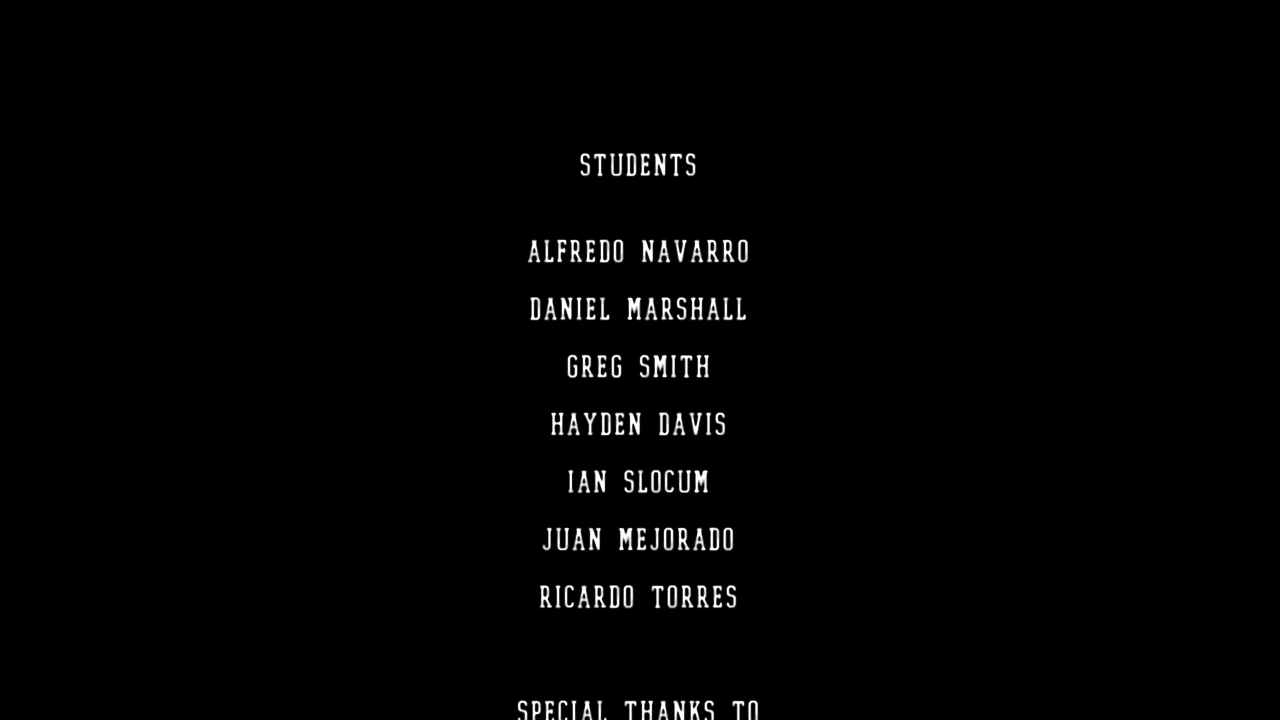 STUDENTS
ALFREDO NAVARRO
DANIEL MARSHALL
GREG SMITH
HAYDEN DAVIS
IAN SLOCUM
JUAN MEJORADO
RICARDO TORRES
SPECIAL THANKS TO